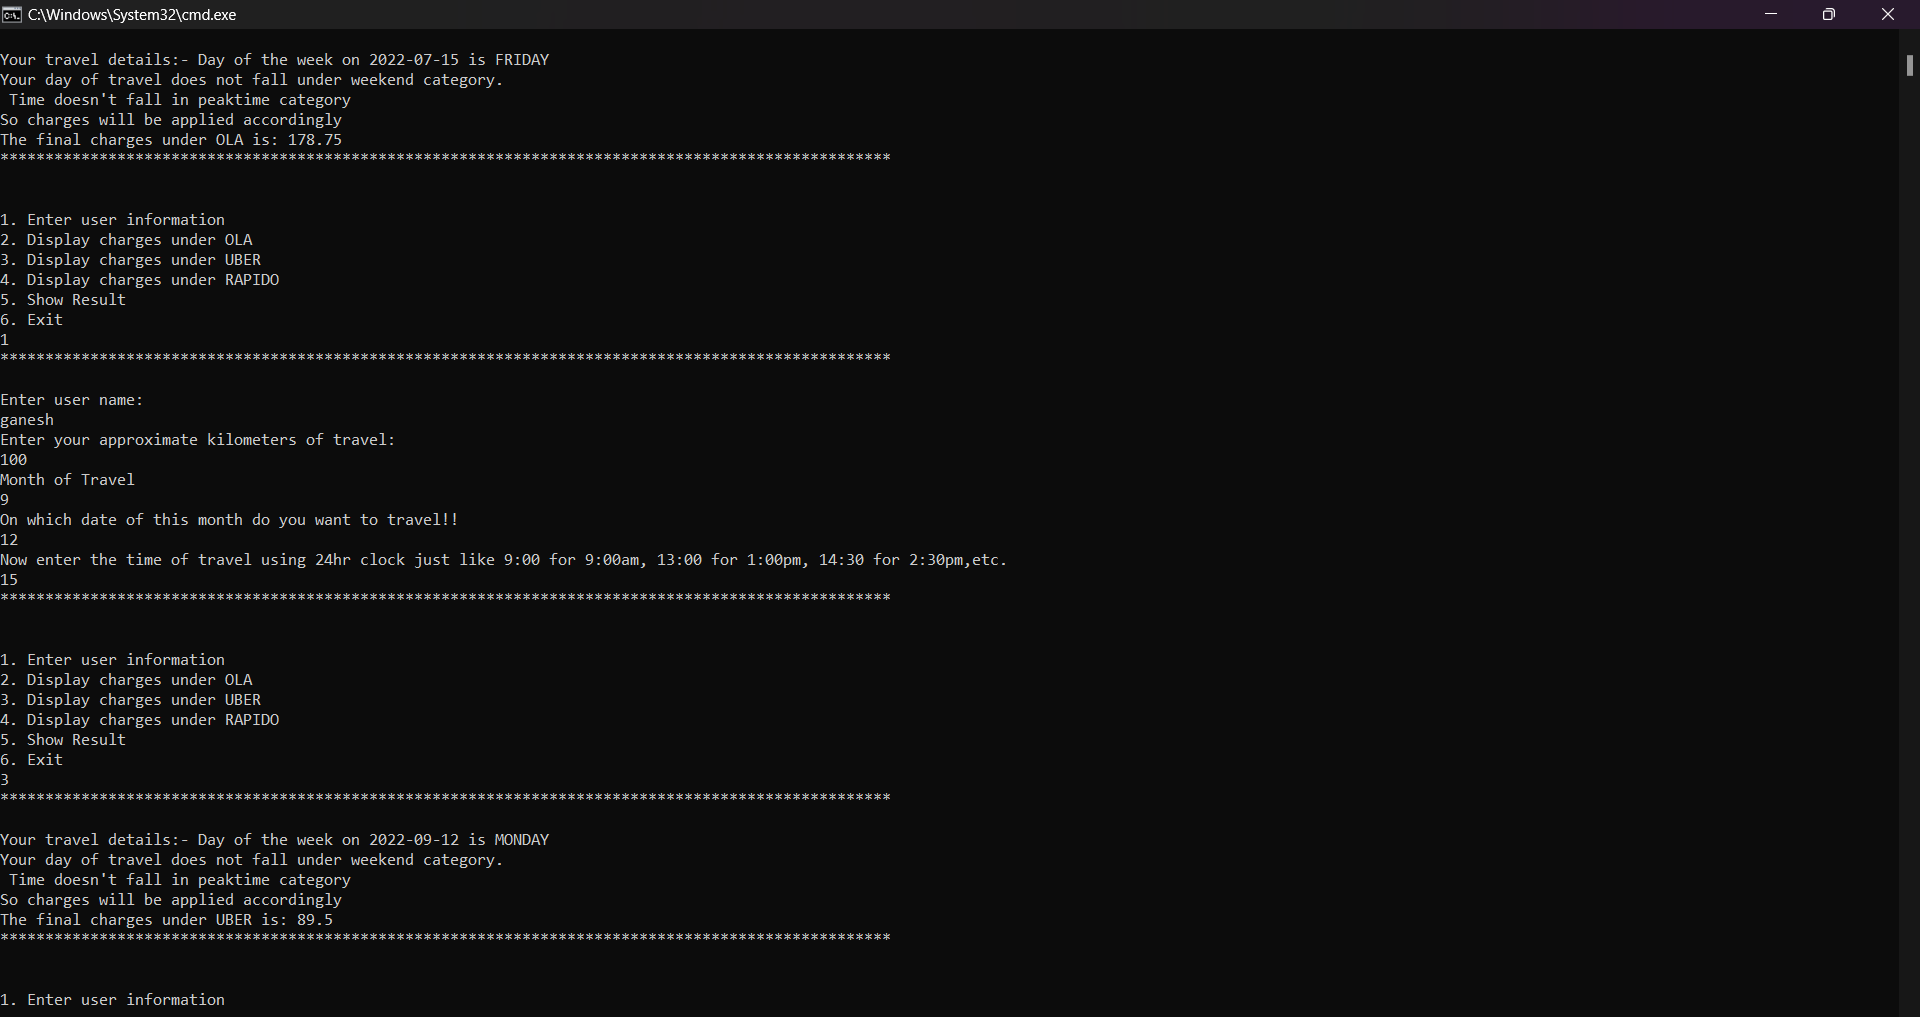 C:\Windows\System32\cmd.exe
Your travel details:- Day of the week on 2022-07-15 is FRIDAY
Your day of travel does not fall under weekend category.
 Time doesn't fall in peaktime category
So charges will be applied accordingly
The final charges under OLA is: 178.75
***************************************************************************************************
1. Enter user information
2. Display charges under OLA
3. Display charges under UBER
4. Display charges under RAPIDO
5. Show Result
6. Exit
1
***************************************************************************************************
Enter user name:
ganesh
Enter your approximate kilometers of travel:
100
Month of Travel
9
On which date of this month do you want to travel!!
12
Now enter the time of travel using 24hr clock just like 9:00 for 9:00am, 13:00 for 1:00pm, 14:30 for 2:30pm,etc.
15
***************************************************************************************************
1. Enter user information
2. Display charges under OLA
3. Display charges under UBER
4. Display charges under RAPIDO
5. Show Result
6. Exit
3
***************************************************************************************************
Your travel details:- Day of the week on 2022-09-12 is MONDAY
Your day of travel does not fall under weekend category.
 Time doesn't fall in peaktime category
So charges will be applied accordingly
The final charges under UBER is: 89.5
***************************************************************************************************
1. Enter user information